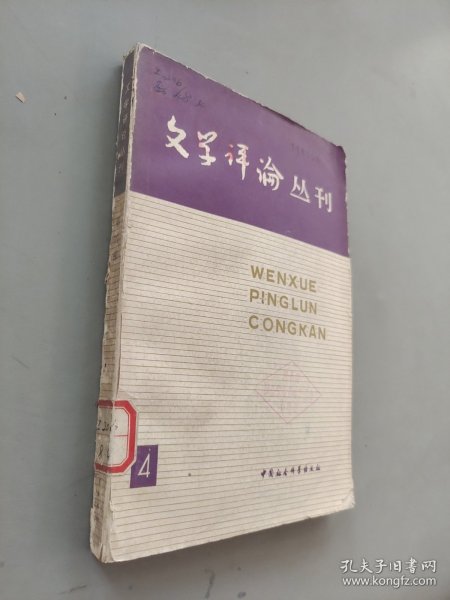 文学评论丛刊
WENXUE
PINGLUN
CONGKAN
4
中国社会科学出版社
孔夫子旧书网
www.kongfz.com